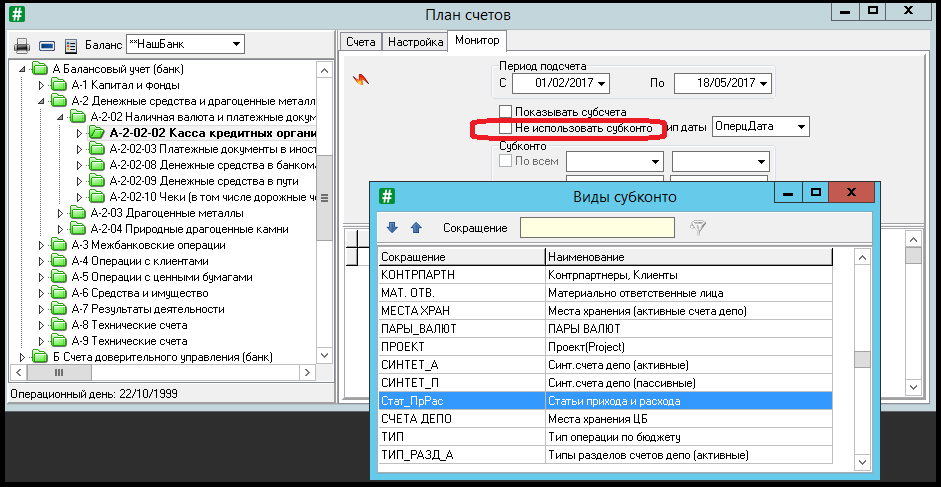 План счетов
Баланс **НашБанк
А Балансовый учет (банк)
А-1 Капитал и фонды
А-2 Денежные средства и драгоценные металл
А-2-02 Наличная валюта и платежные докум
А-2-02-02 Касса кредитных органи
А-2-02-03 Платежные документы в иност
А-2-02-08 Денежные средства в банкома
А-2-02-09 Денежные средства в пути
А-2-02-10 Чеки (в том числе дорожные ч
А-2-03 Драгоценные металлы
А-2-04 Природные драгоценные камни
А-3 Межбанковские операции
А-4 Операции с клиентами
А-5 Операции с ценными бумагами
А-6 Средства и имущество
А-7 Результаты деятельности
А-8 Технические счета
А-9 Технические счета
Б Счета доверительного управления (банк)
Операционный день: 22/10/1999
Счета Настройка Монитор
Период подсчета
С 01/02/2017 По 18/05/2017
Показывать субсчета
Не использовать субконто ип даты ОперцДата
Субконто
По всем
Виды субконто
Сокращение
Сокращение Наименование
КОНТРПАРТН Контрпартнеры, Клиенты
МАТ. ОТВ. Материально ответственные лица
МЕСТА ХРАН Места хранения (активные счета депо)
ПАРЫ_ВАЛЮТ ПАРЫ ВАЛЮТ
ПРОЕКТ Проект(Project)
СИНТЕТ_А Синт.счета депо (активные)
СИНТЕТ_П Синт.счета депо (пассивные)
Стат_ПрРас Статьи прихода и расхода
СЧЕТА ДЕПО Места хранения ЦБ
ТИП Тип операции по бюджету
ТИП_РАЗД_А Типы разделов счетов депо (активные)